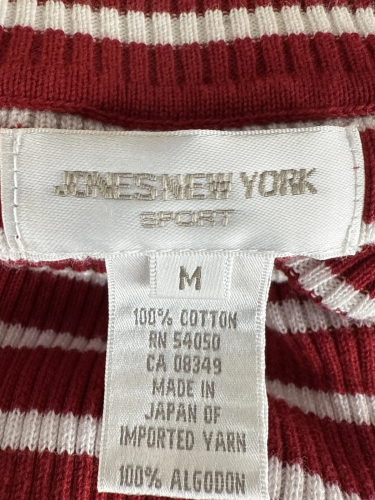 JONES NEW YORK
SPORT
M
100% COTTON
RN 54050
CA 08349
MADE IN
JAPAN OF
IMPORTED YARN
100% ALGODON